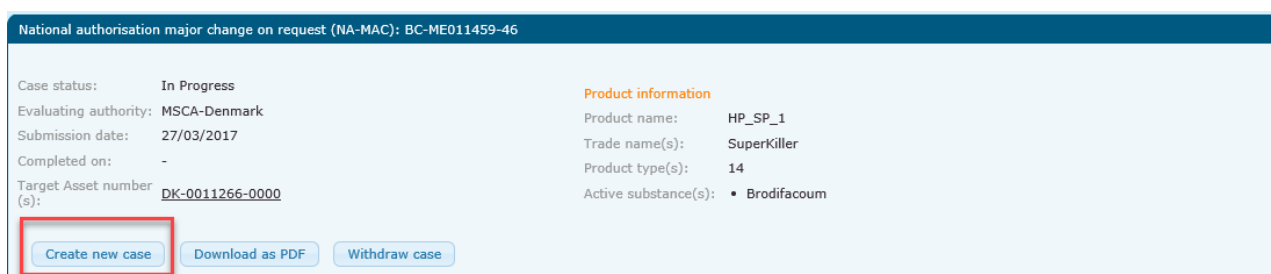 National authorisation major change on request (NA-MAC): BC-ME011459-46
Case status: In Progress
Evaluating authority: MSCA-Denmark
Submission date: 27/03/2017
Completed on: -
Target Asset number
(s): DK-0011266-0000
Product information
Product name: HP_SP_1
Trade name(s): SuperKiller
Product type(s): 14
Active substance(s): • Brodifacoum
Create new case Download as PDF Withdraw case